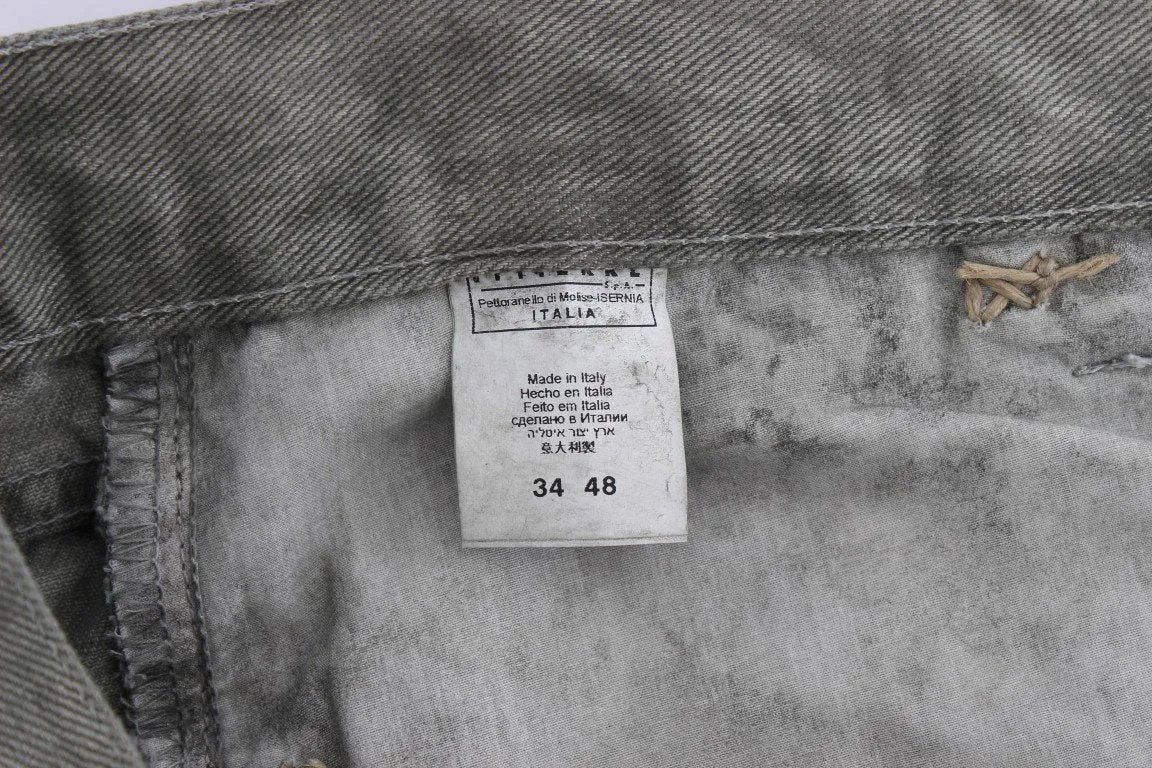 S.p.A.
Pettoranello di Molise-ISERNIA
ITALIA
Made in Italy
Hecho en Italia
Feito em Italia
сделано в Италии
ארץ יצור איטליה
意大利製
34 48